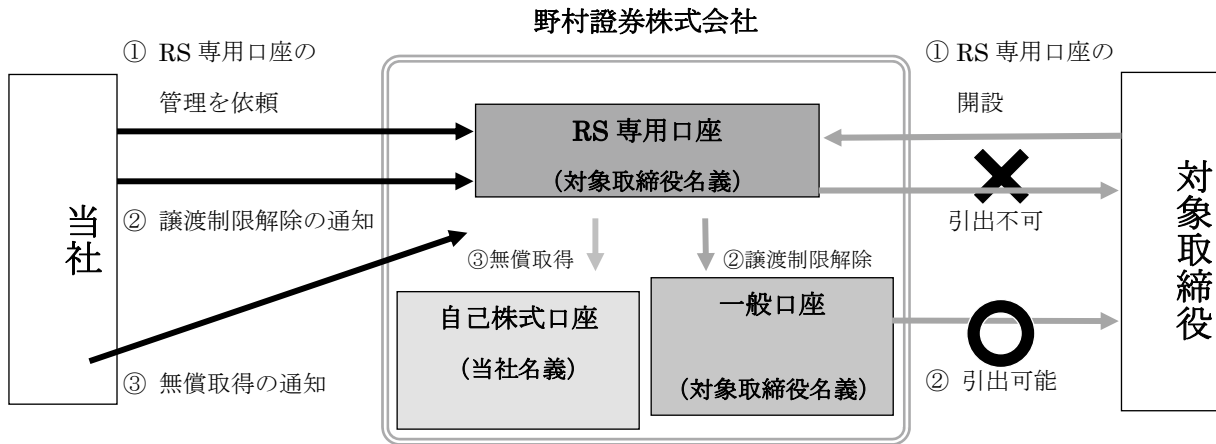 野村證券株式会社
① RS 専用口座の
管理を依頼
① RS 専用口座の
開設
RS 専用口座
（対象取締役名義）
当社
対象取締役
② 譲渡制限解除の通知
引出不可
③無償取得
②譲渡制限解除
自己株式口座
（当社名義）
一般口座
（対象取締役名義）
③ 無償取得の通知
② 引出可能